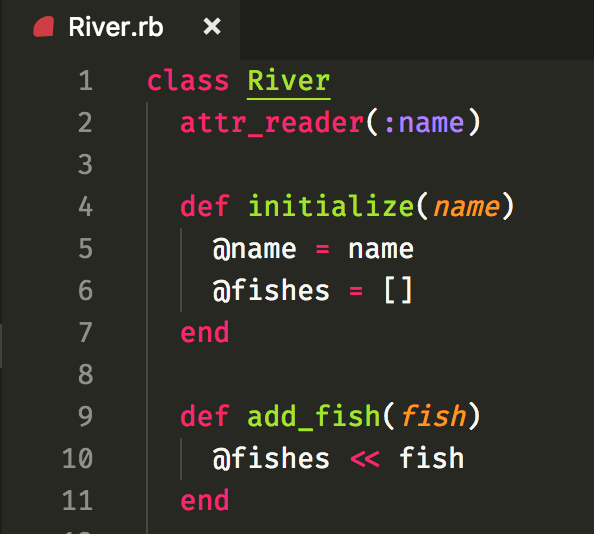 River.rb ×
1 class River
2   attr_reader(:name)
3
4   def initialize(name)
5     @name = name
6     @fishes = []
7   end
8
9   def add_fish(fish)
10     @fishes << fish
11   end